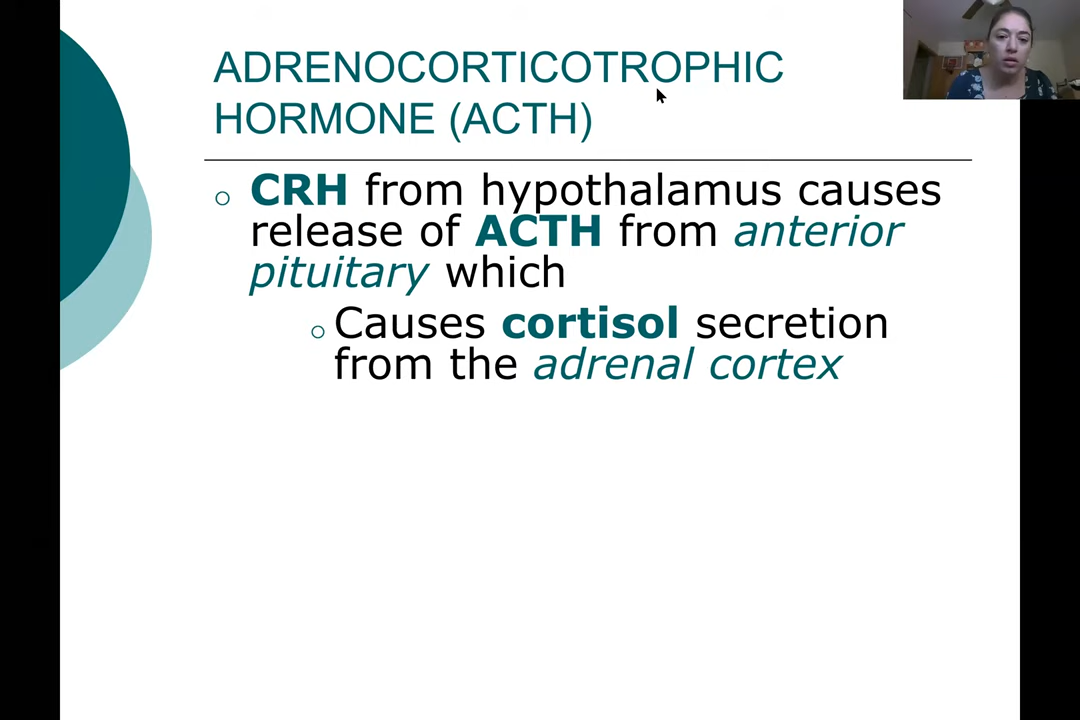 ADRENOCORTICOTROPHIC
HORMONE (ACTH)
CRH from hypothalamus causes
release of ACTH from anterior
pituitary which
Causes cortisol secretion
from the adrenal cortex